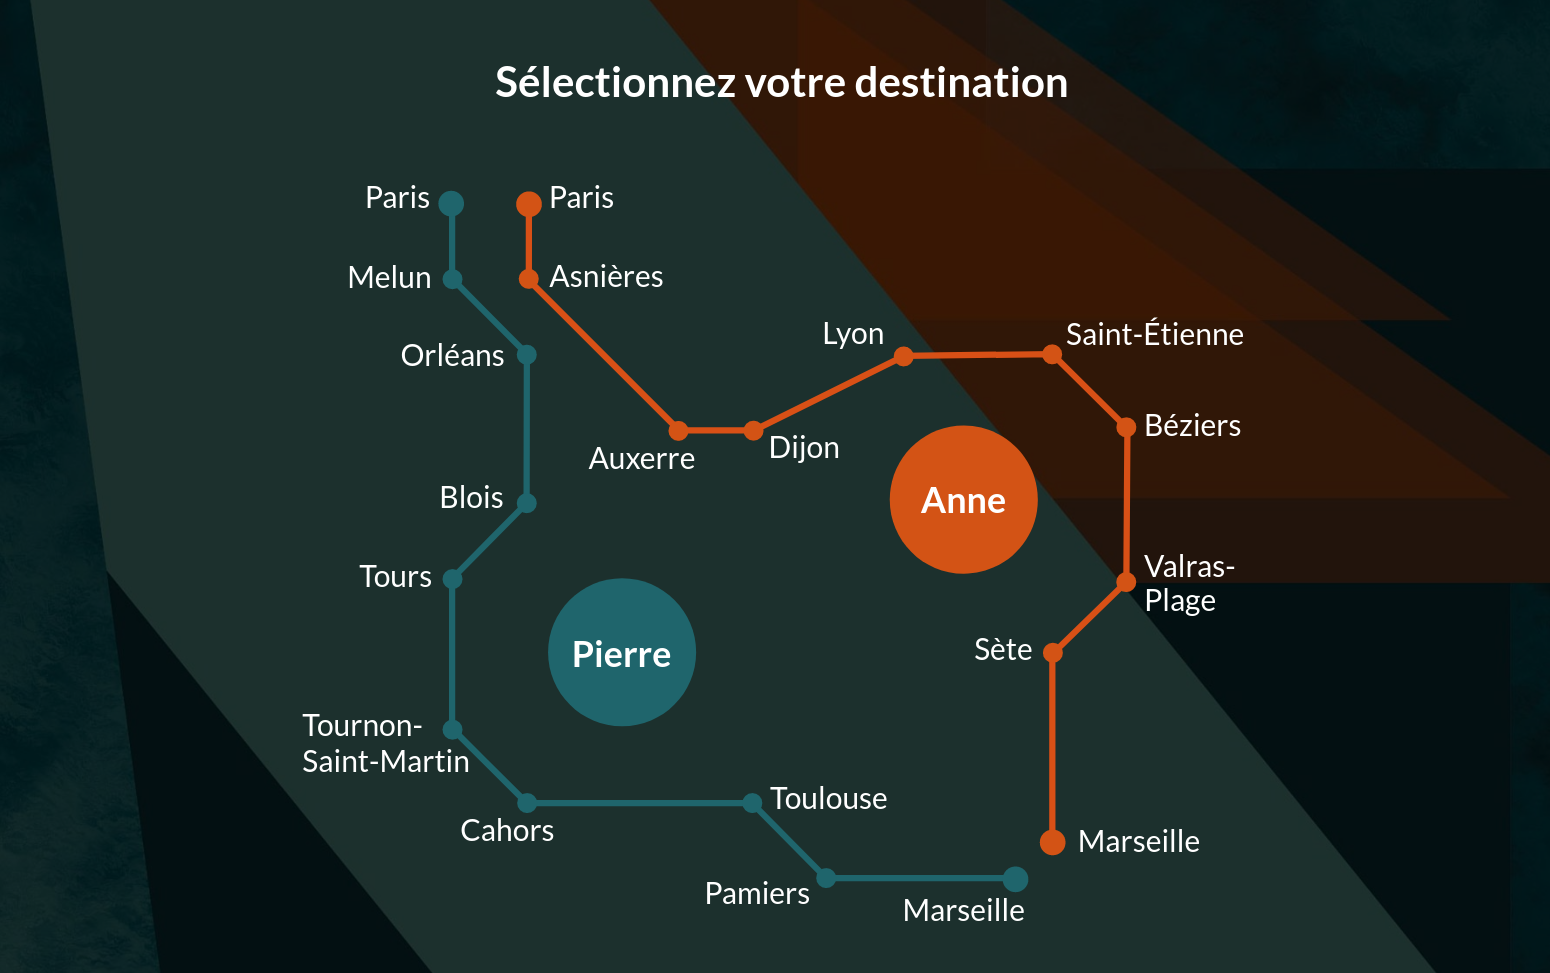 Sélectionnez votre destination
Paris
Paris
Melun
Asnières
Orléans
Lyon
Saint-Étienne
Auxerre
Dijon
Béziers
Blois
Anne
Tours
Valras-
Plage
Pierre
Sète
Tournon-
Saint-Martin
Cahors
Toulouse
Marseille
Pamiers
Marseille